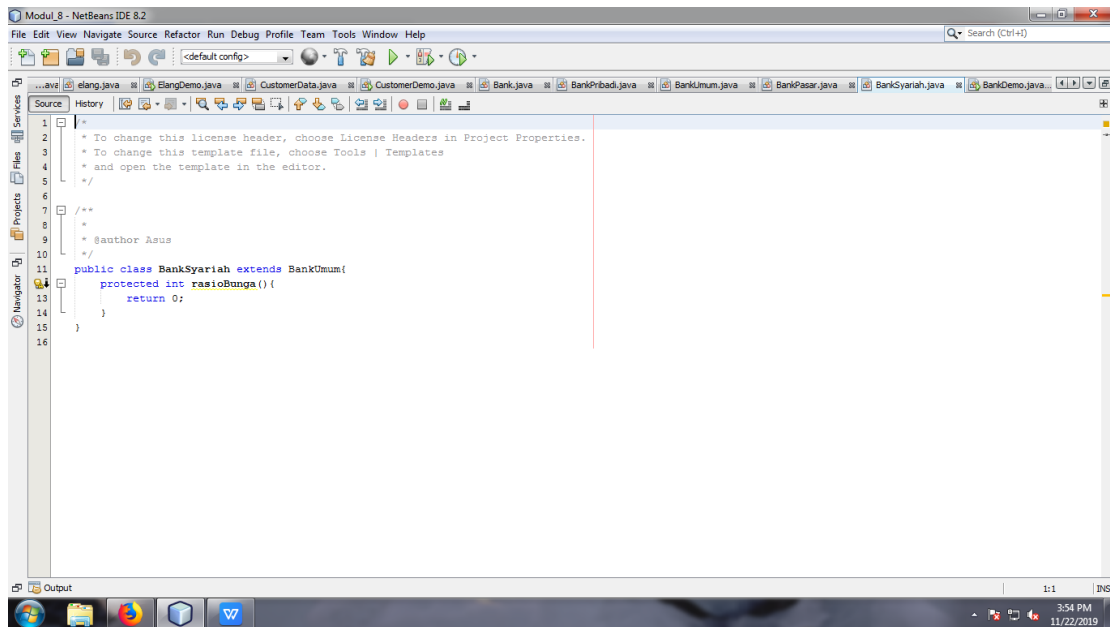 Modul_8 - NetBeans IDE 8.2
File Edit View Navigate Source Refactor Run Debug Profile Team Tools Window Help
Search (Ctrl+I)
<default config>
...ava elang.java ElangDemo.java CustomerData.java CustomerDemo.java Bank.java BankPribadi.java BankUmum.java BankPasar.java BankSyariah.java BankDemo.java...
Source History
Services
Files
Projects
Navigator
1 /*
2 * To change this license header, choose License Headers in Project Properties.
3 * To change this template file, choose Tools | Templates
4 * and open the template in the editor.
5 */
6
7 /**
8 *
9 * @author Asus
10 */
11 public class BankSyariah extends BankUmum{
protected int rasioBunga(){
13 return 0;
14 }
15 }
16
Output
1:1 INS
3:54 PM
11/22/2019